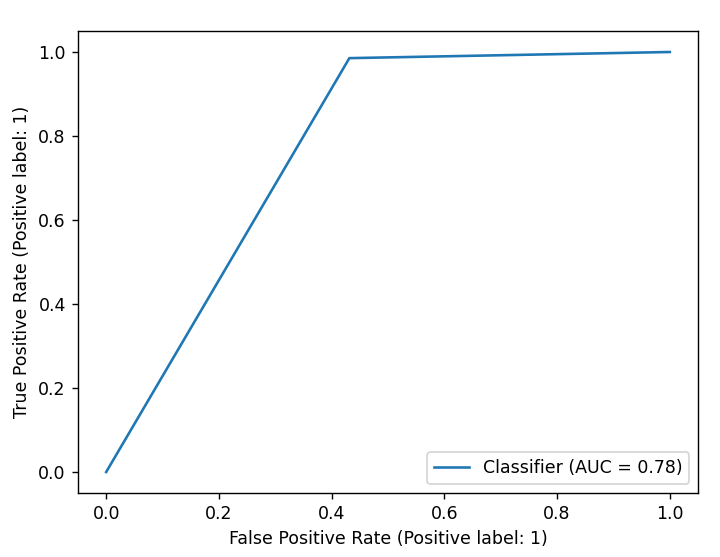 1.0
0.8
0.6
0.4
0.2
0.0
True Positive Rate (Positive label: 1)
Classifier (AUC = 0.78)
0.0 0.2 0.4 0.6 0.8 1.0
False Positive Rate (Positive label: 1)